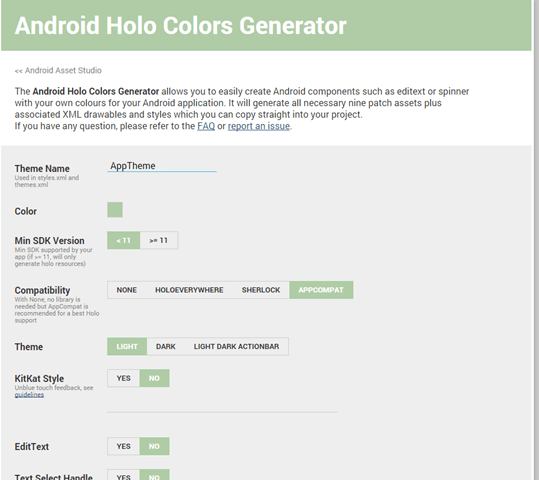 Android Holo Colors Generator
<< Android Asset Studio
The Android Holo Colors Generator allows you to easily create Android components such as editext or spinner
with your own colours for your Android application. It will generate all necessary nine patch assets plus
associated XML drawables and styles which you can copy straight into your project.
If you have any question, please refer to the FAQ or report an issue.
Theme Name
AppTheme
Used in styles.xml and
themes.xml
Color
Min SDK Version
< 11 >= 11
Min SDK supported by your
app (if >= 11, will only
generate holo resources)
Compatibility
NONE HOLOEVERYWHERE SHERLOCK APPCOMPAT
With None, no library is
needed but AppCompat is
recommended for a best Holo
support
Theme
LIGHT DARK LIGHT DARK ACTIONBAR
KitKat Style
YES NO
Unblue touch feedback, see
guidelines
EditText
YES NO
Text Select Handle
YES NO